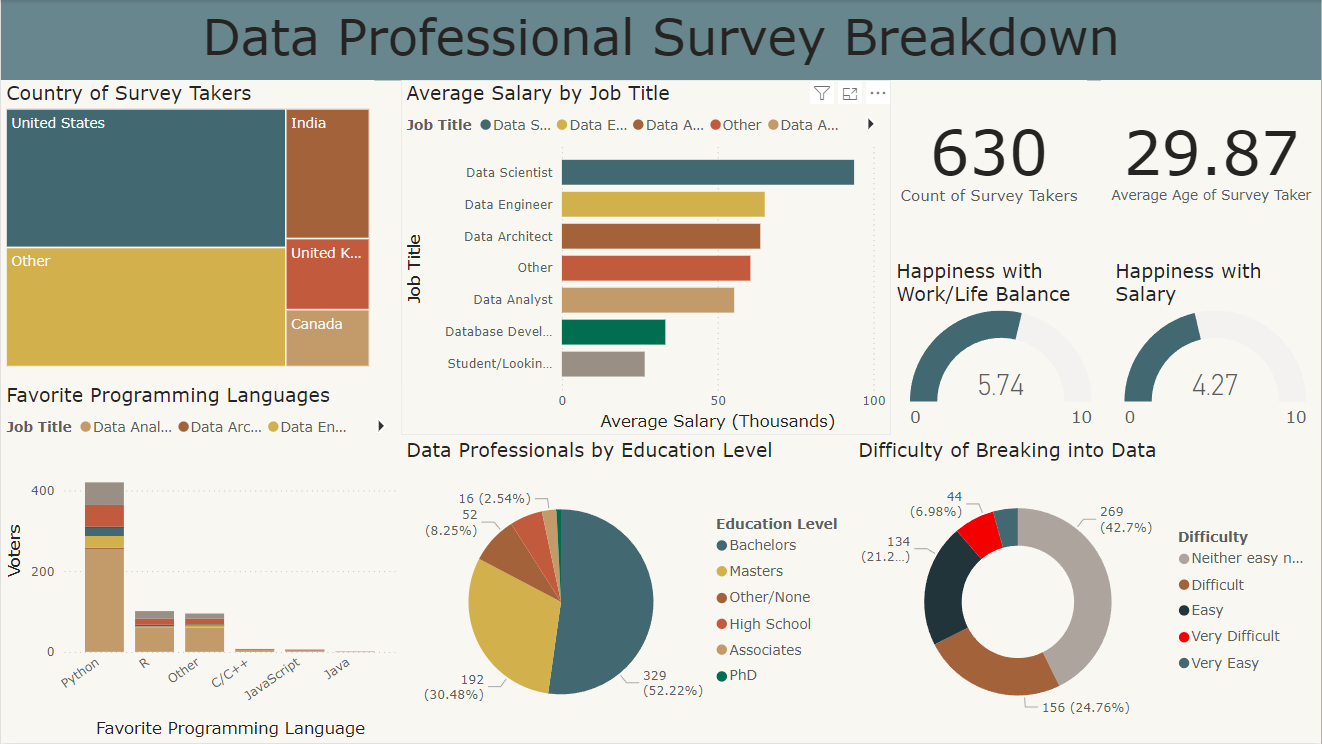 Data Professional Survey Breakdown
Country of Survey Takers
United States
India
Other
United K...
Canada
Average Salary by Job Title
Job Title Data S... Data E... Data A... Other Data A...
Job Title
Data Scientist
Data Engineer
Data Architect
Other
Data Analyst
Database Devel...
Student/Lookin...
0 50 100
Average Salary (Thousands)
630
Count of Survey Takers
29.87
Average Age of Survey Taker
Happiness with
Work/Life Balance
5.74
0 10
Happiness with
Salary
4.27
0 10
Favorite Programming Languages
Job Title Data Anal... Data Arc... Data En...
Voters
400
200
0
Python
R
Other
C/C++
JavaScript
Java
Favorite Programming Language
Data Professionals by Education Level
16 (2.54%)
52
(8.25%)
192
(30.48%)
329
(52.22%)
Education Level
Bachelors
Masters
Other/None
High School
Associates
PhD
Difficulty of Breaking into Data
44
(6.98%)
134
(21.2...)
269
(42.7%)
156 (24.76%)
Difficulty
Neither easy n...
Difficult
Easy
Very Difficult
Very Easy